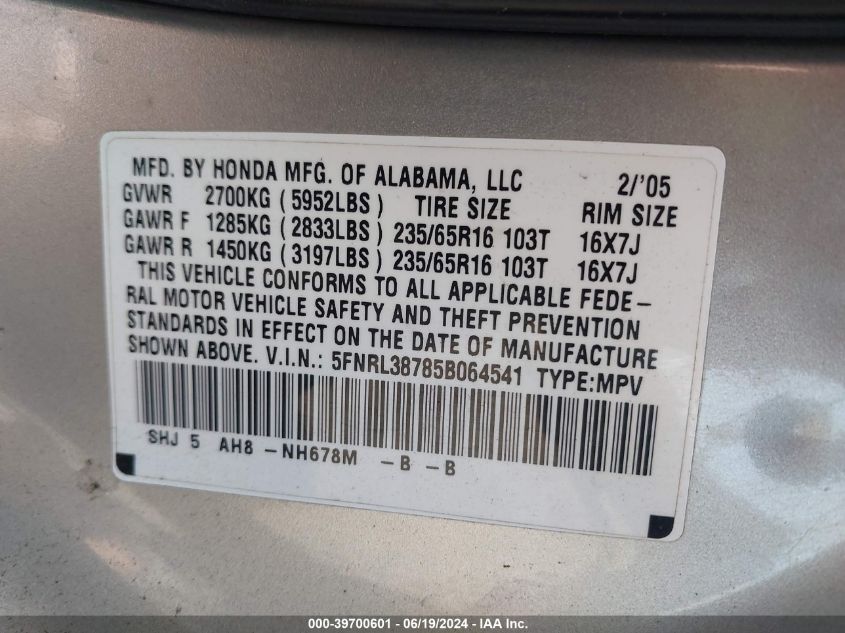 MFD. BY HONDA MFG. OF ALABAMA, LLC 2/'05
GVWR 2700KG (5952LBS) TIRE SIZE RIM SIZE
GAWR F 1285KG (2833LBS) 235/65R16 103T 16X7J
GAWR R 1450KG (3197LBS) 235/65R16 103T 16X7J
THIS VEHICLE CONFORMS TO ALL APPLICABLE FEDE-
RAL MOTOR VEHICLE SAFETY AND THEFT PREVENTION
STANDARDS IN EFFECT ON THE DATE OF MANUFACTURE
SHOWN ABOVE. V.I.N.: 5FNRL38785B064541 TYPE:MPV
SHJ 5 AH8 -NH678M -B -B
000-39700601 / 06/19/2024 - © IAA Inc.